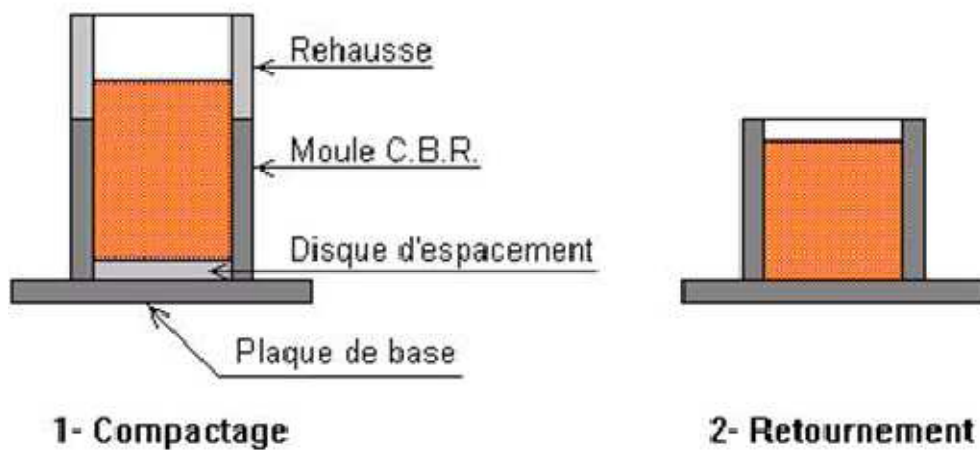 Rehausse
Moule C.B.R.
Disque d'espacement
Plaque de base
1- Compactage
2- Retournement